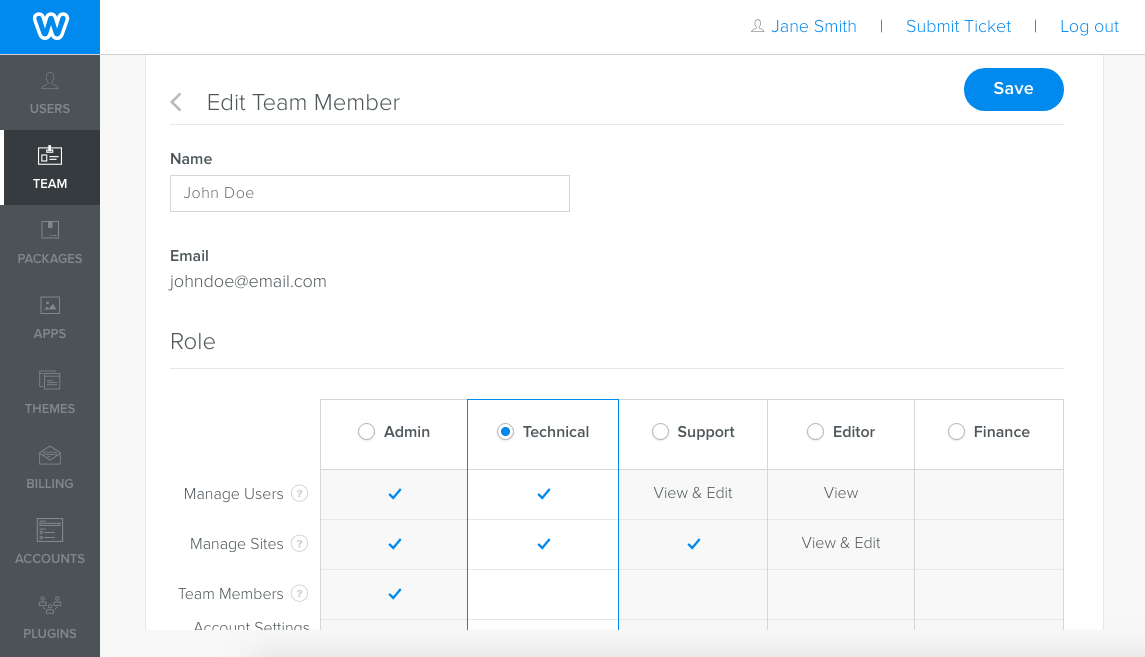 Jane Smith | Submit Ticket | Log out
USERS
TEAM
PACKAGES
APPS
THEMES
BILLING
ACCOUNTS
PLUGINS
Edit Team Member
Save
Name
John Doe
Email
johndoe@email.com
Role
Admin Technical Support Editor Finance
Manage Users ? View & Edit View
Manage Sites ? View & Edit
Team Members ?
Account Settings